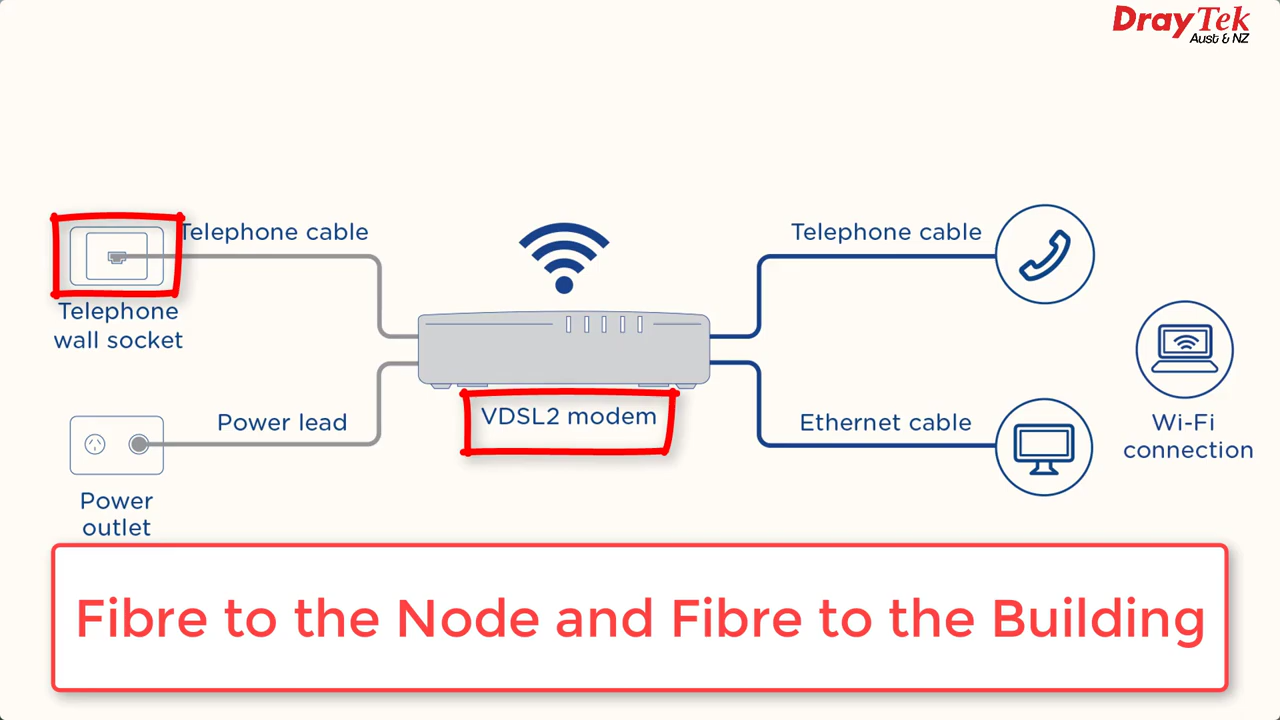 DrayTek
Aust & NZ
Telephone cable
Telephone cable
Telephone
wall socket
VDSL2 modem
Power lead
Ethernet cable
Wi-Fi
connection
Power
outlet
Fibre to the Node and Fibre to the Building